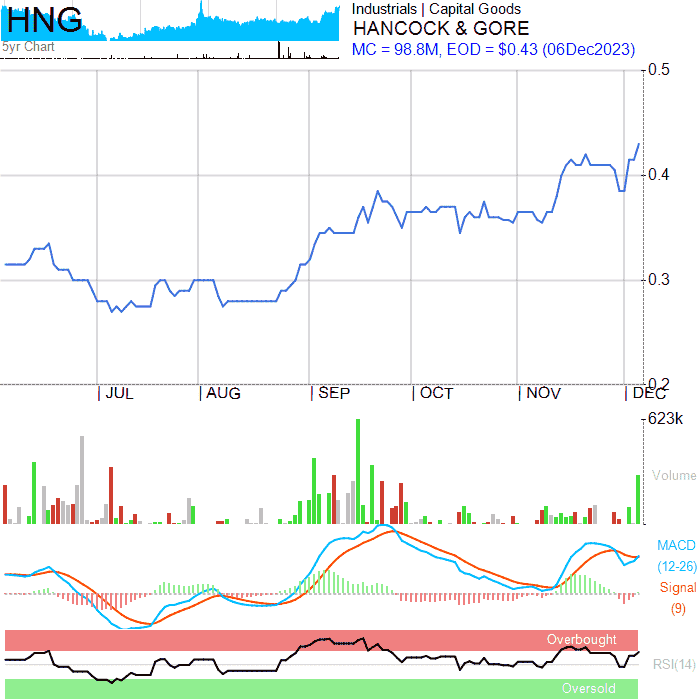 HNG
5yr Chart
Industrials | Capital Goods
HANCOCK & GORE
MC = 98.8M, EOD = $0.43 (06Dec2023)
0.5
0.4
0.3
0.2
| JUL | AUG | SEP | OCT | NOV | DEC
623k
Volume
MACD
(12-26)
Signal
(9)
Overbought
RSI(14)
Oversold